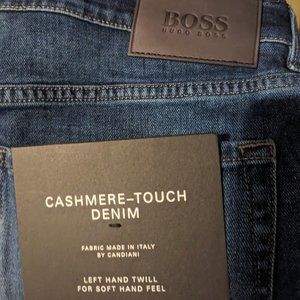 BOSS
HUGO BOSS
CASHMERE-TOUCH
DENIM
FABRIC MADE IN ITALY
BY CANDIANI
LEFT HAND TWILL
FOR SOFT HAND FEEL